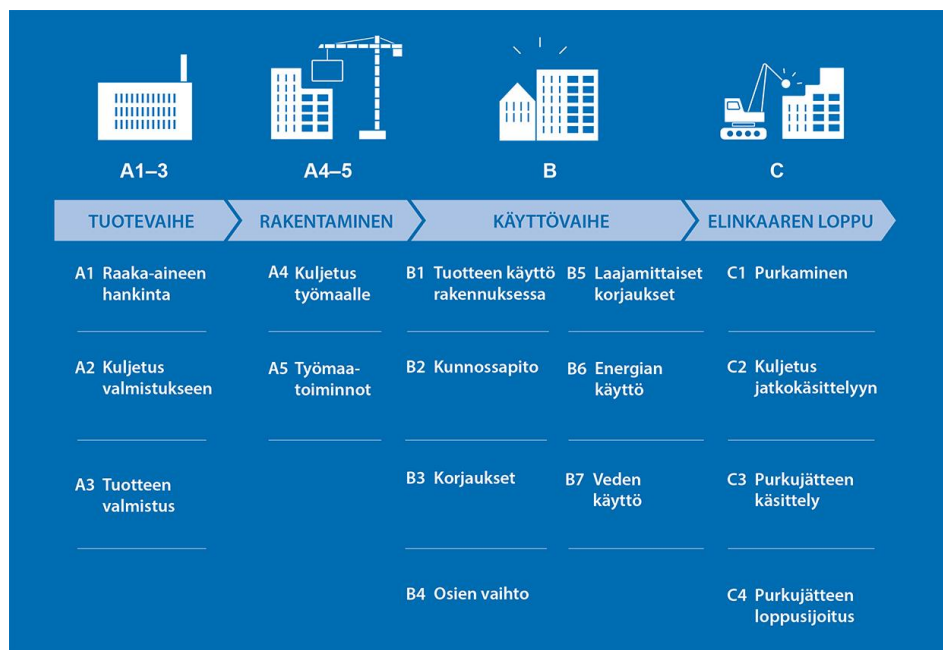 A1–3
A4–5
B
C
TUOTEVAIHE
RAKENTAMINEN
KÄYTTÖVAIHE
ELINKAAREN LOPPU
A1 Raaka-aineen
hankinta
A2 Kuljetus
valmistukseen
A3 Tuotteen
valmistus
A4 Kuljetus
työmaalle
A5 Työmaa-
toiminnot
B1 Tuotteen käyttö
rakennuksessa
B2 Kunnossapito
B3 Korjaukset
B4 Osien vaihto
B5 Laajamittaiset
korjaukset
B6 Energian
käyttö
B7 Veden
käyttö
C1 Purkaminen
C2 Kuljetus
jatkokäsittelyyn
C3 Purkujätteen
käsittely
C4 Purkujätteen
loppusijoitus